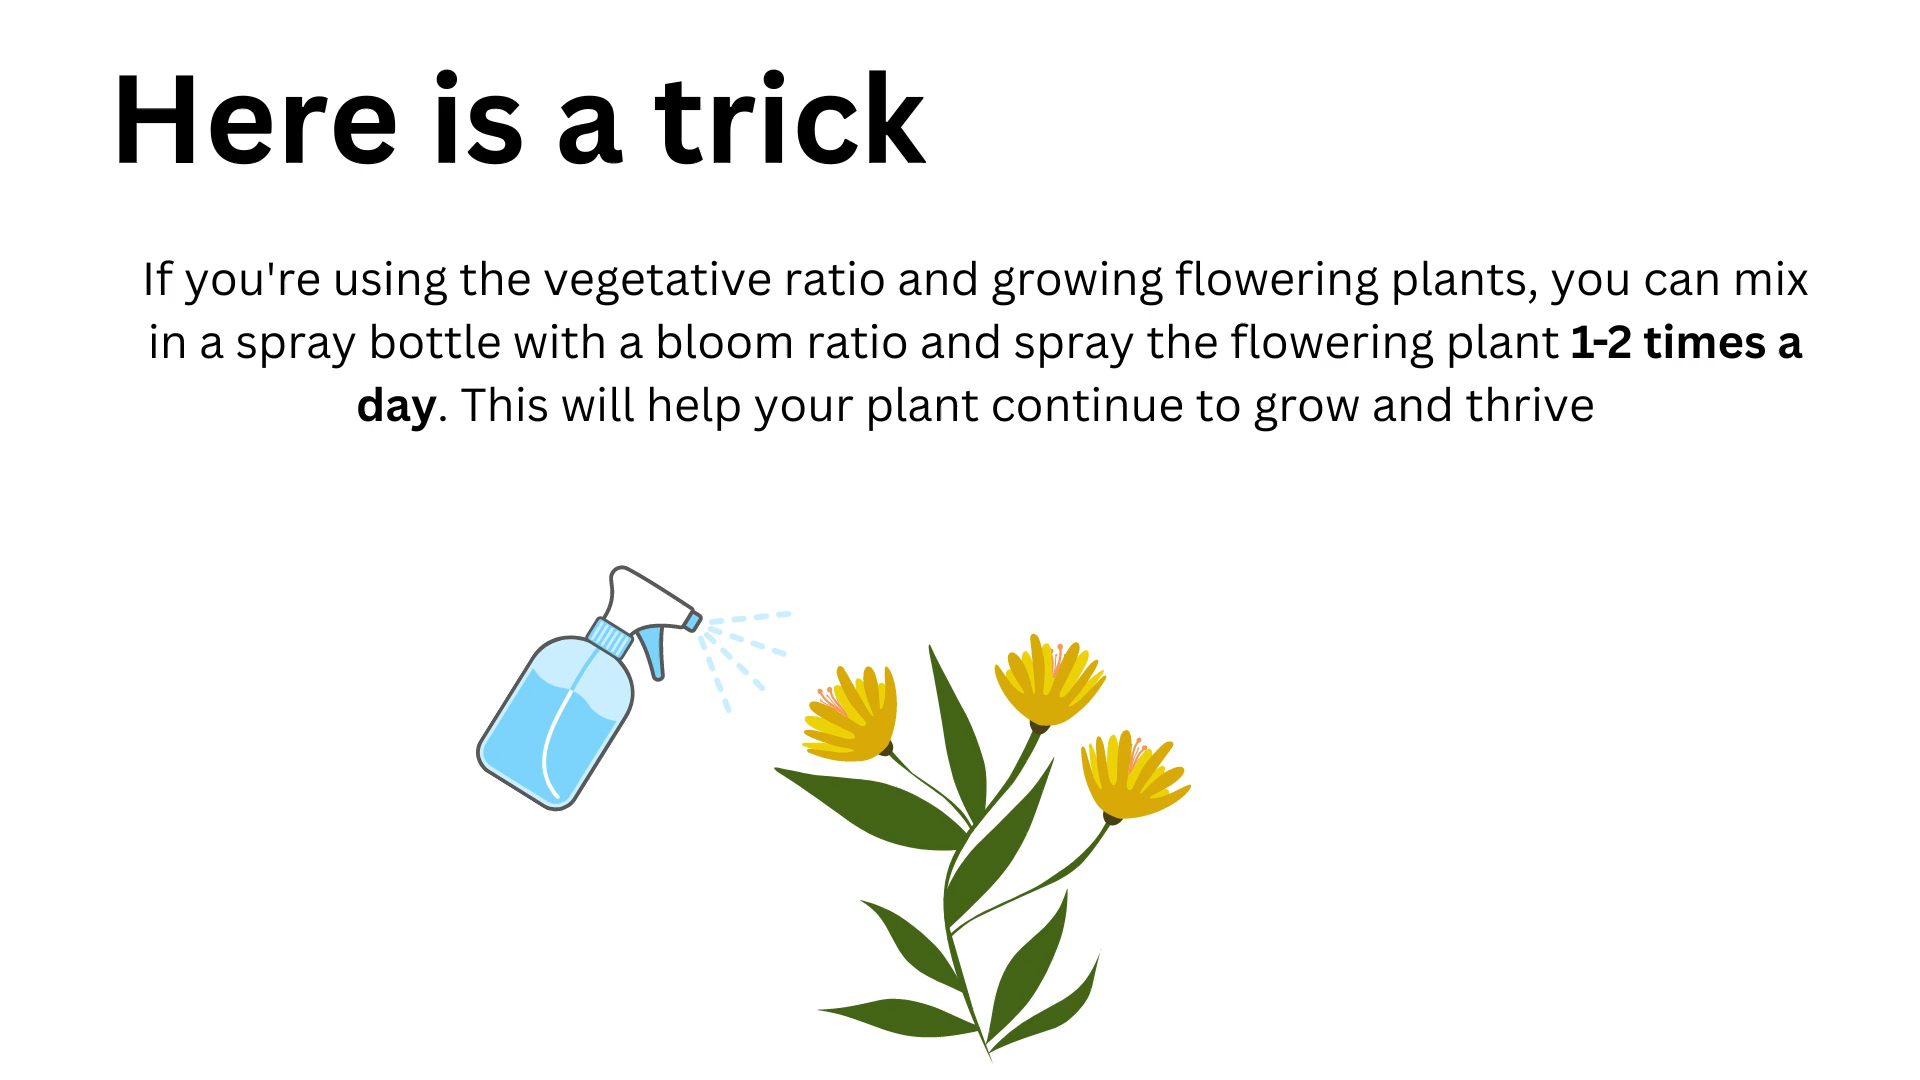 Here is a trick
If you're using the vegetative ratio and growing flowering plants, you can mix
in a spray bottle with a bloom ratio and spray the flowering plant 1-2 times a
day. This will help your plant continue to grow and thrive